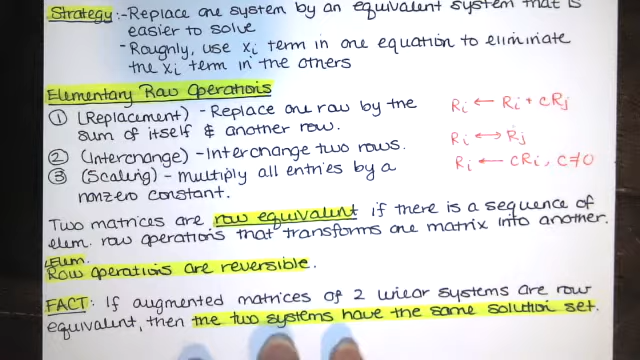 Strategy: - Replace one system by an equivalent system that is
easier to solve
- Roughly, use xi term in one equation to eliminate
the xi term in the others
Elementary Row Operations
① (Replacement) - Replace one row by the Ri ← Ri + cRj
sum of itself & another row.
② (Interchange) - Interchange two rows. Ri ↔ Rj
③ (Scaling) - multiply all entries by a Ri ← cRi, c≠0
nonzero constant.
Two matrices are row equivalent if there is a sequence of
elem. row operations that transforms one matrix into another.
Elem.
Row operations are reversible.
FACT: If augmented matrices of 2 linear systems are row
equivalent, then the two systems have the same solution set.